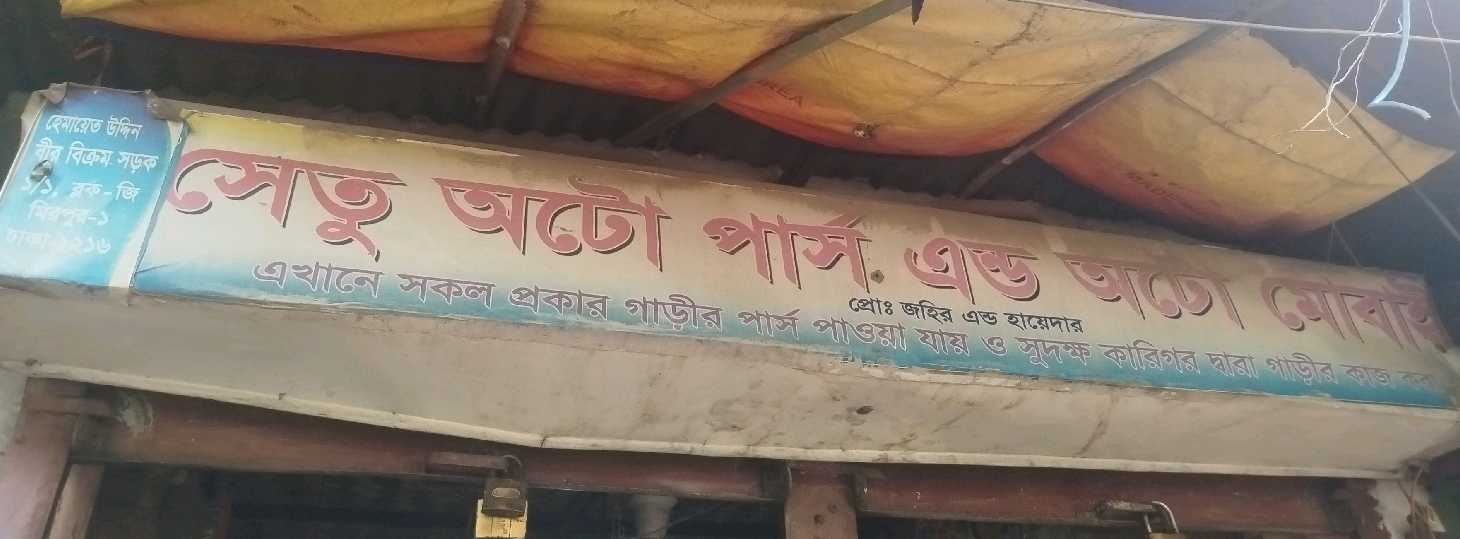 হেমায়েত উদ্দিন
বীর বিক্রম সড়ক
১/১, ব্লক-জি
মিরপুর-১
ঢাকা-১২১৬
সেতু অটো পার্স এন্ড অটো মোবাই
প্রোঃ জহির এন্ড হায়েদার
এখানে সকল প্রকার গাড়ীর পার্স পাওয়া যায় ও সুদক্ষ কারিগর দ্বারা গাড়ীর কাজ করা